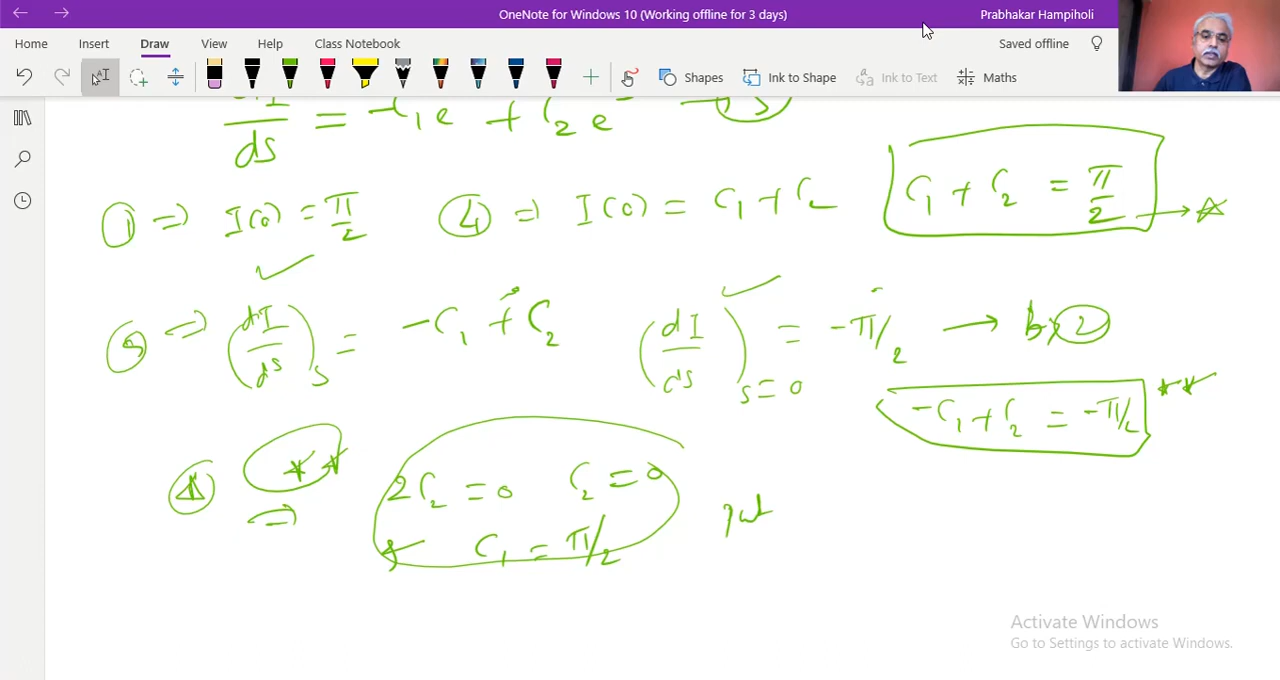 OneNote for Windows 10 (Working offline for 3 days)
Prabhakar Hampiholi
Home Insert Draw View Help Class Notebook
Saved offline
Shapes Ink to Shape Ink to Text Maths
dI/ds = -C₁e + C₂e
① ⇒ I(0) = π/2 ④ ⇒ I(0) = C₁ + C₂ C₁ + C₂ = π/2 → ☆
⑤ ⇒ (dI/ds)ₛ = -C₁ + C₂ (dI/ds)ₛ₌₀ = -π/2 → by ②
-C₁ + C₂ = -π/2 **
** ⇒ 2C₂ = 0 C₂ = 0
C₁ = π/2 put
Activate Windows
Go to Settings to activate Windows.